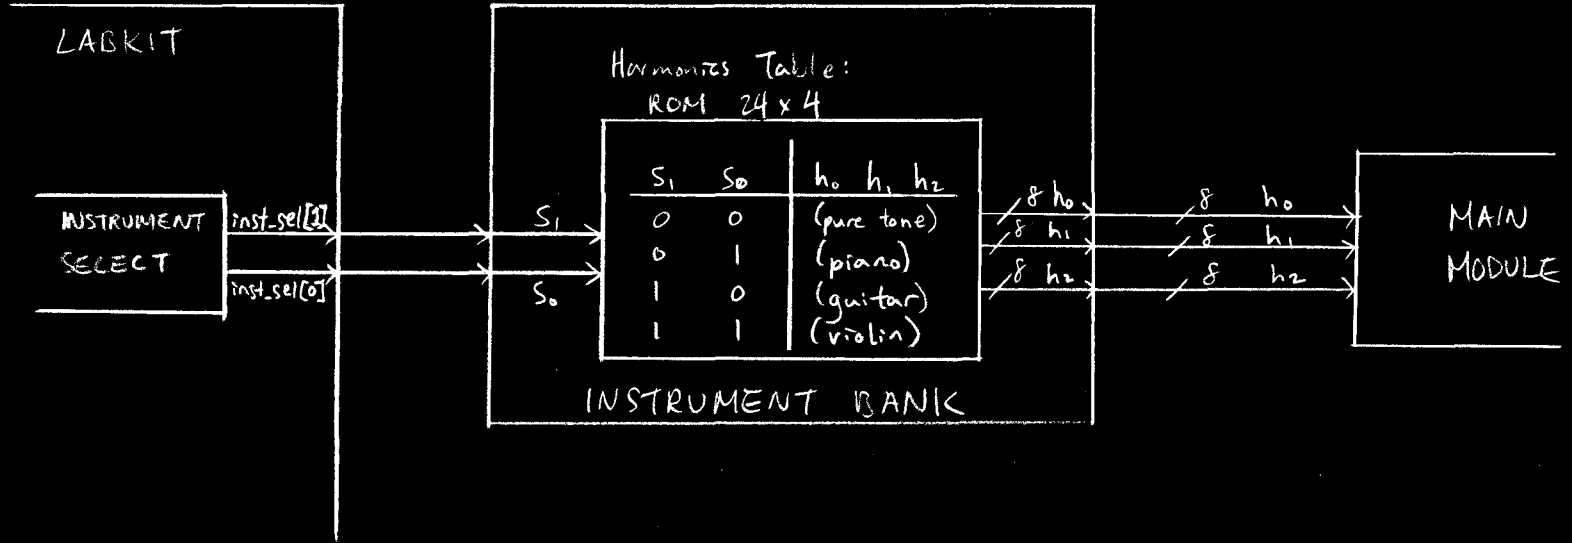 LABKIT
Harmonics Table:
ROM 24 x 4
S₁ S₀ h₀ h₁ h₂
0 0 (pure tone)
0 1 (piano)
1 0 (guitar)
1 1 (violin)
INSTRUMENT
SELECT
inst_sel[1]
inst_sel[0]
S₁
S₀
8 h₀
8 h₁
8 h₂
8 h₀
8 h₁
8 h₂
MAIN
MODULE
INSTRUMENT BANK